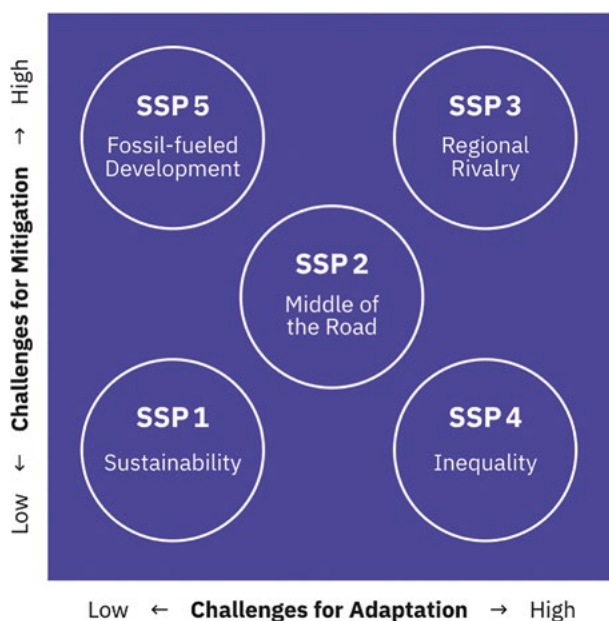 SSP 5
Fossil-fueled
Development
SSP 3
Regional
Rivalry
SSP 2
Middle of
the Road
SSP 1
Sustainability
SSP 4
Inequality
Low ← Challenges for Mitigation → High
Low ← Challenges for Adaptation → High